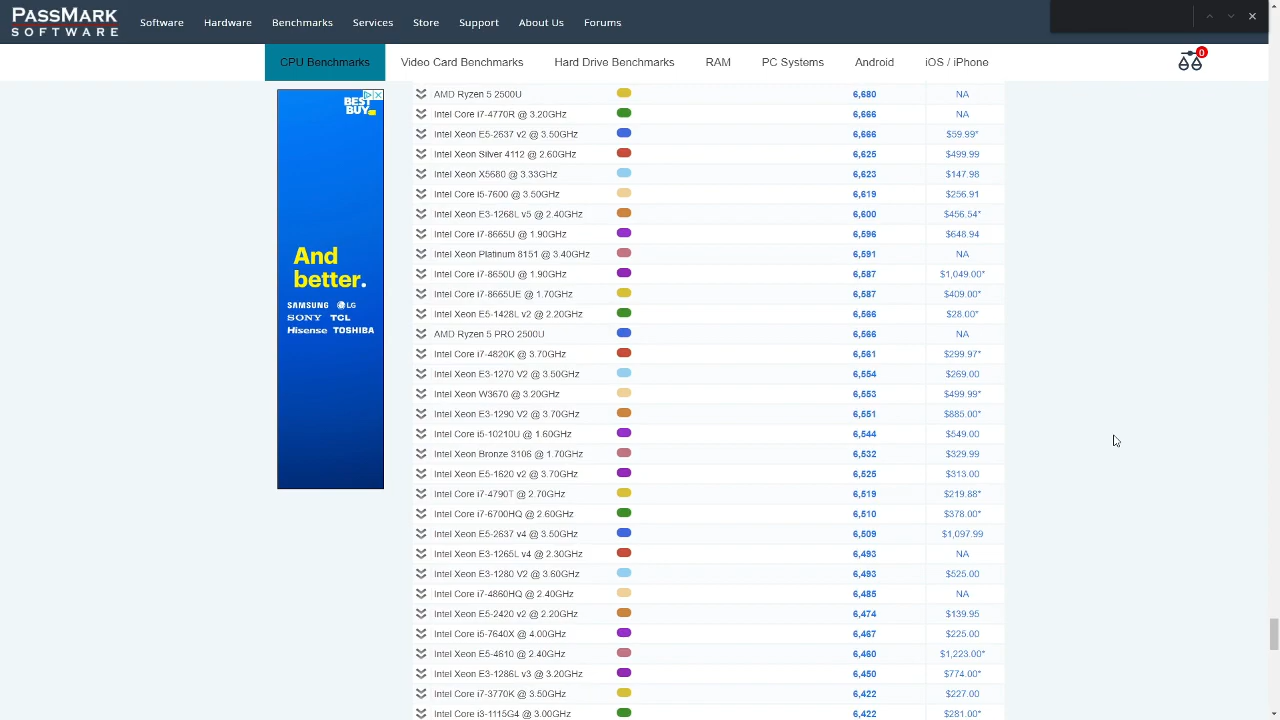 PASSMARK
SOFTWARE
Software Hardware Benchmarks Services Store Support About Us Forums
CPU Benchmarks Video Card Benchmarks Hard Drive Benchmarks RAM PC Systems Android iOS / iPhone 0
BEST
BUY
And
better.
SAMSUNG LG
SONY TCL
Hisense TOSHIBA
AMD Ryzen 5 2500U 6,680 NA
Intel Core i7-4770R @ 3.20GHz 6,666 NA
Intel Xeon E5-2637 v2 @ 3.50GHz 6,666 $59.99*
Intel Xeon Silver 4112 @ 2.60GHz 6,625 $499.99
Intel Xeon X5680 @ 3.33GHz 6,623 $147.98
Intel Core i5-7600 @ 3.50GHz 6,619 $256.91
Intel Xeon E3-1268L v5 @ 2.40GHz 6,600 $456.54*
Intel Core i7-8665U @ 1.90GHz 6,596 $648.94
Intel Xeon Platinum 8151 @ 3.40GHz 6,591 NA
Intel Core i7-8650U @ 1.90GHz 6,587 $1,049.00*
Intel Core i7-8665UE @ 1.70GHz 6,587 $409.00*
Intel Xeon E5-1428L v2 @ 2.20GHz 6,566 $28.00*
AMD Ryzen 5 PRO 2500U 6,566 NA
Intel Core i7-4820K @ 3.70GHz 6,561 $299.97*
Intel Xeon E3-1270 V2 @ 3.50GHz 6,554 $269.00
Intel Xeon W3670 @ 3.20GHz 6,553 $499.99*
Intel Xeon E3-1290 V2 @ 3.70GHz 6,551 $885.00*
Intel Core i5-10210U @ 1.60GHz 6,544 $549.00
Intel Xeon Bronze 3106 @ 1.70GHz 6,532 $329.99
Intel Xeon E5-1620 v2 @ 3.70GHz 6,525 $313.00
Intel Core i7-4790T @ 2.70GHz 6,519 $219.88*
Intel Core i7-6700HQ @ 2.60GHz 6,510 $378.00*
Intel Xeon E5-2637 v4 @ 3.50GHz 6,509 $1,097.99
Intel Xeon E3-1265L v4 @ 2.30GHz 6,493 NA
Intel Xeon E3-1280 V2 @ 3.60GHz 6,493 $525.00
Intel Core i7-4860HQ @ 2.40GHz 6,485 NA
Intel Xeon E5-2420 v2 @ 2.20GHz 6,474 $139.95
Intel Core i5-7640X @ 4.00GHz 6,467 $225.00
Intel Xeon E5-4610 @ 2.40GHz 6,460 $1,223.00*
Intel Xeon E3-1286L v3 @ 3.20GHz 6,450 $774.00*
Intel Core i7-3770K @ 3.50GHz 6,422 $227.00
Intel Core i3-1115G4 @ 3.00GHz 6,422 $281.00*